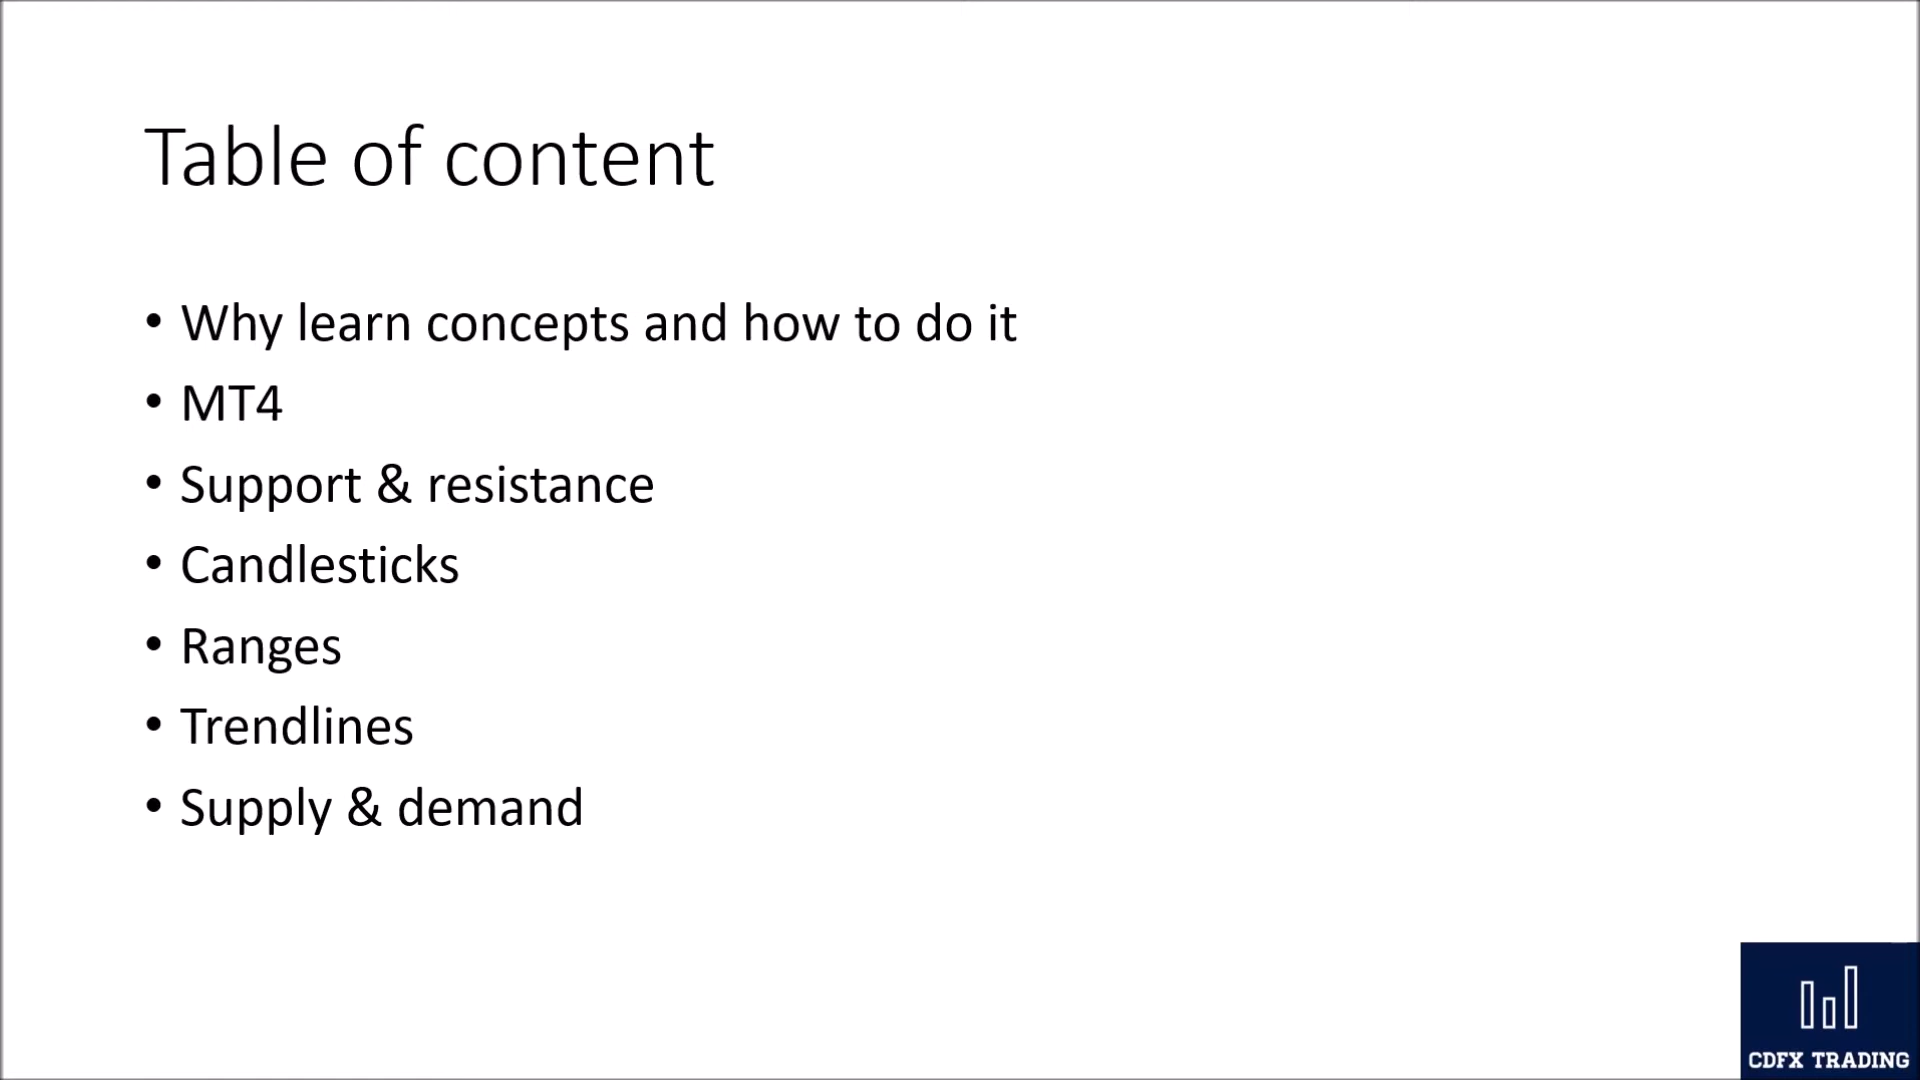 Table of content
• Why learn concepts and how to do it
• MT4
• Support & resistance
• Candlesticks
• Ranges
• Trendlines
• Supply & demand
CDFX TRADING